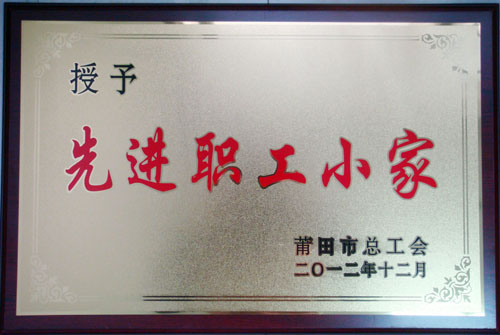 授予
先进职工小家
莆田市总工会
二〇一二年十二月